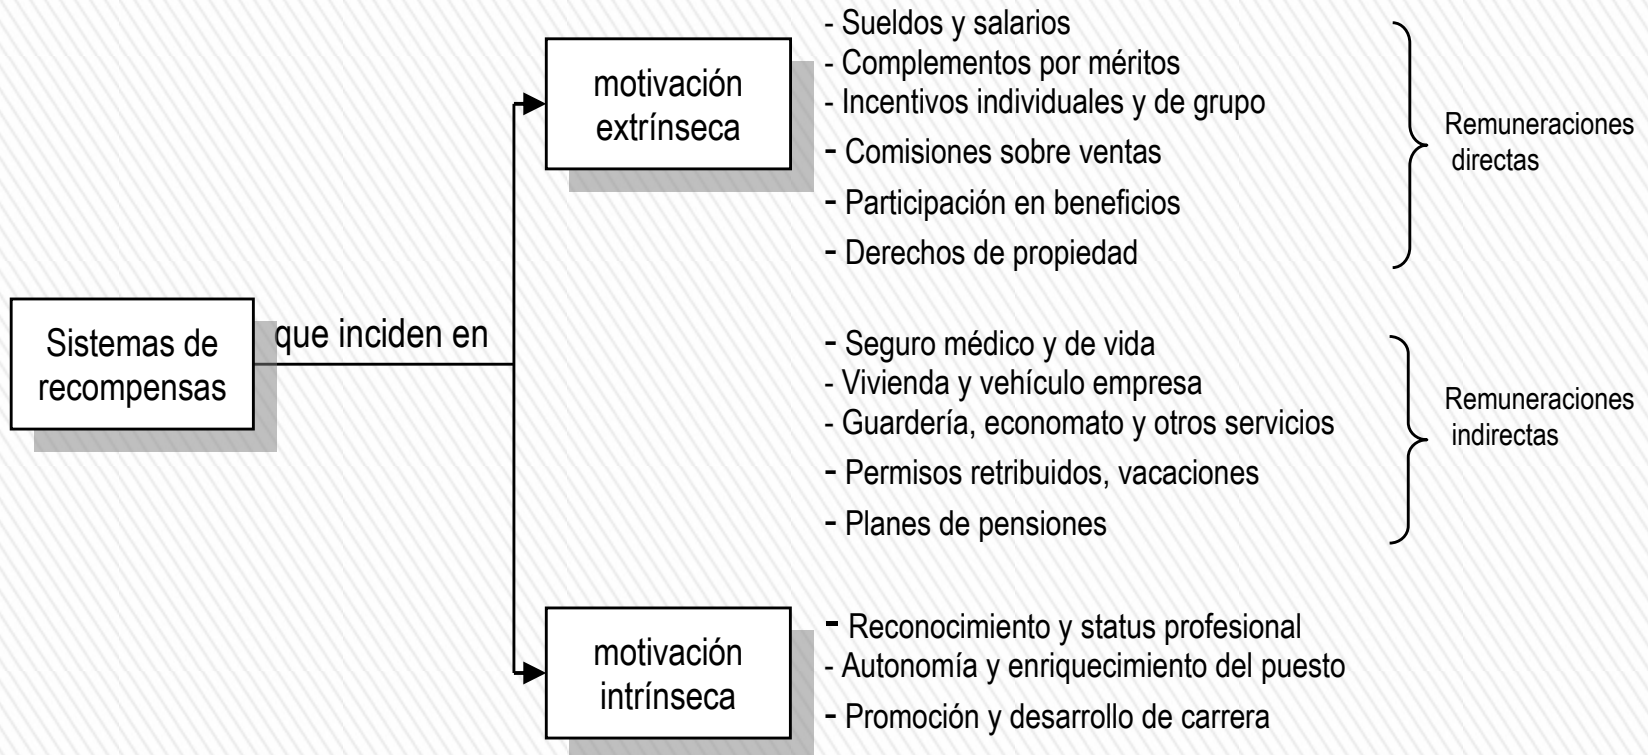 - Sueldos y salarios
- Complementos por méritos
- Incentivos individuales y de grupo
- Comisiones sobre ventas
- Participación en beneficios
- Derechos de propiedad
motivación
extrínseca
Remuneraciones
directas
Sistemas de
recompensas
que inciden en
- Seguro médico y de vida
- Vivienda y vehículo empresa
- Guardería, economato y otros servicios
- Permisos retribuidos, vacaciones
- Planes de pensiones
Remuneraciones
indirectas
motivación
intrínseca
- Reconocimiento y status profesional
- Autonomía y enriquecimiento del puesto
- Promoción y desarrollo de carrera